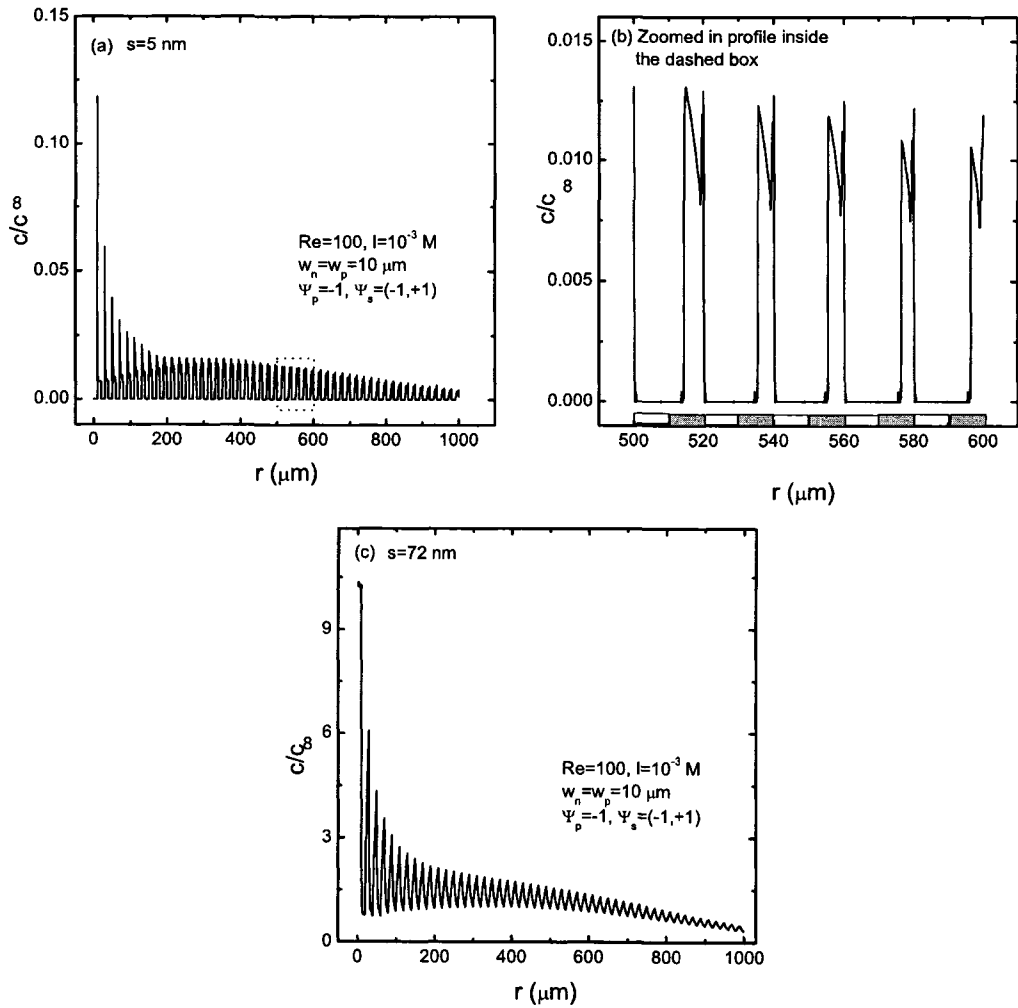 (a) s=5 nm
0.15
0.10
0.05
0.00
c/c∞
Re=100, I=10⁻³ M
wₙ=wₚ=10 μm
Ψₚ=-1, Ψₛ=(-1,+1)
0 200 400 600 800 1000
r (μm)
(b) Zoomed in profile inside
the dashed box
0.015
0.010
0.005
0.000
c/c 8
500 520 540 560 580 600
r (μm)
(c) s=72 nm
9
6
3
0
c/c∞
Re=100, I=10⁻³ M
wₙ=wₚ=10 μm
Ψₚ=-1, Ψₛ=(-1,+1)
0 200 400 600 800 1000
r (μm)